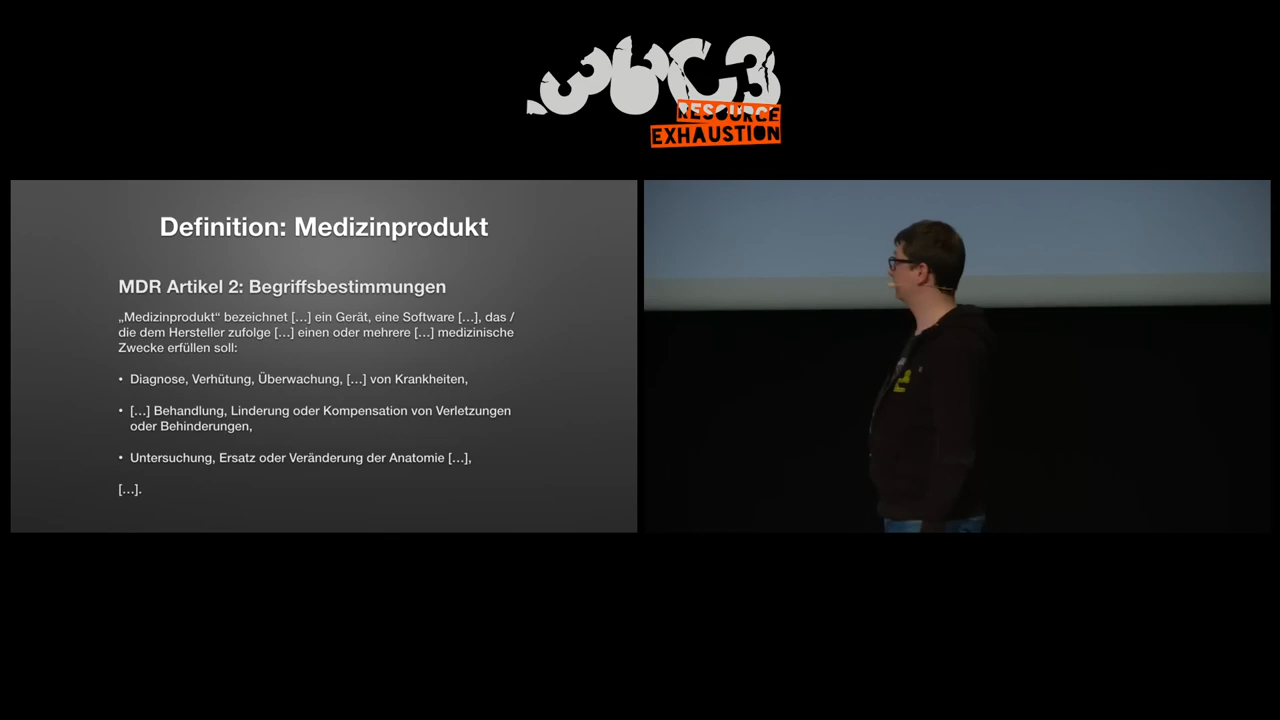 36C3
RESOURCE
EXHAUSTION
Definition: Medizinprodukt
MDR Artikel 2: Begriffsbestimmungen
„Medizinprodukt“ bezeichnet […] ein Gerät, eine Software […], das /
die dem Hersteller zufolge […] einen oder mehrere […] medizinische
Zwecke erfüllen soll:
• Diagnose, Verhütung, Überwachung, […] von Krankheiten,
• […] Behandlung, Linderung oder Kompensation von Verletzungen
oder Behinderungen,
• Untersuchung, Ersatz oder Veränderung der Anatomie […],
[…].